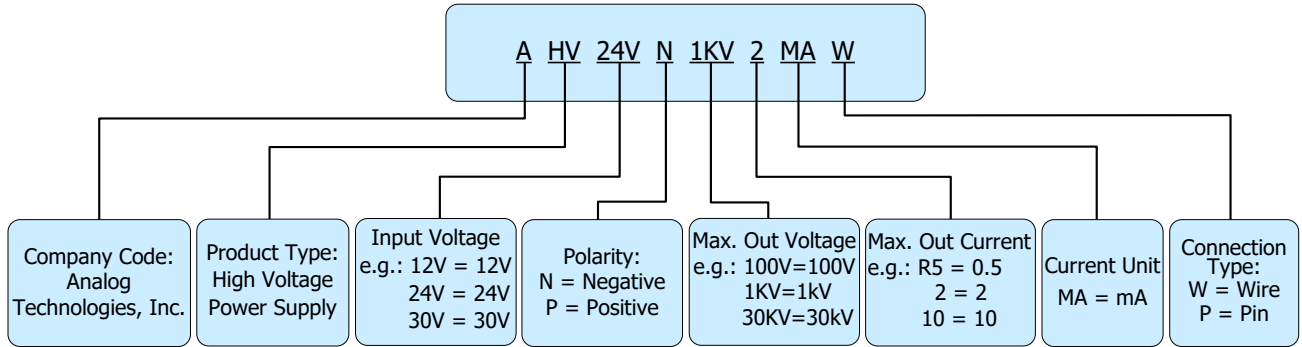 A HV 24V N 1KV 2 MA W
Company Code:
Analog
Technologies, Inc.
Product Type:
High Voltage
Power Supply
Input Voltage
e.g.: 12V = 12V
24V = 24V
30V = 30V
Polarity:
N = Negative
P = Positive
Max. Out Voltage
e.g.: 100V=100V
1KV=1kV
30KV=30kV
Max. Out Current
e.g.: R5 = 0.5
2 = 2
10 = 10
Current Unit
MA = mA
Connection
Type:
W = Wire
P = Pin